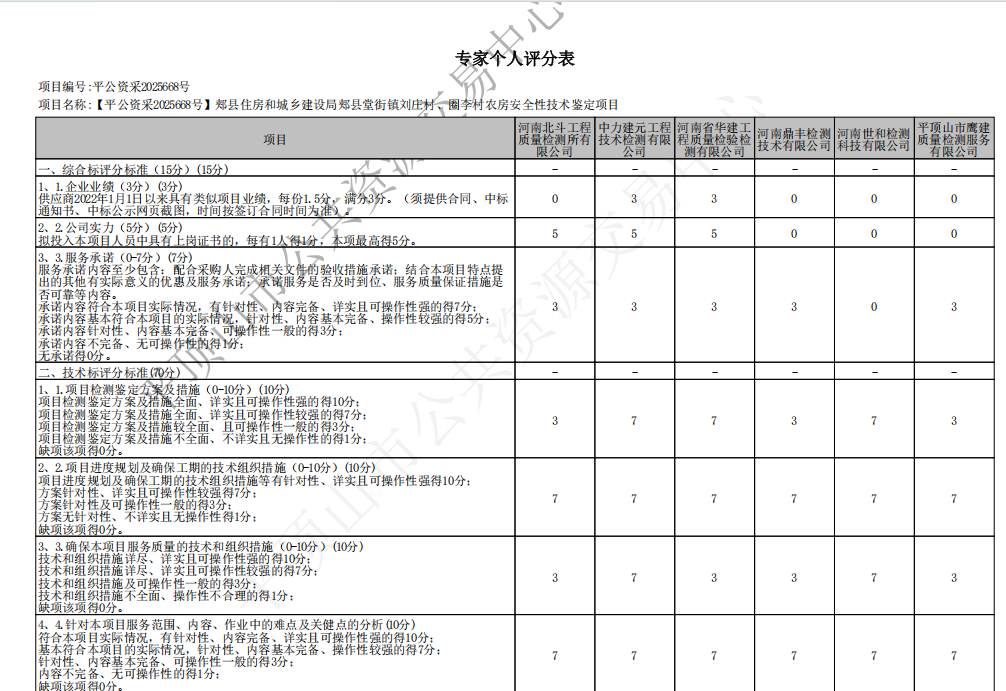 专家个人评分表
项目编号:平公资采2025668号
项目名称:【平公资采2025668号】郏县住房和城乡建设局郏县堂街镇刘庄村、圈李村农房安全性技术鉴定项目
项目
河南北斗工程
质量检测所有
限公司
中力建元工程
技术检测有限
公司
河南省华建工
程质量检验检
测有限公司
河南鼎丰检测
技术有限公司
河南世和检测
科技有限公司
平顶山市鹰建
质量检测服务
有限公司
一、综合标评分标准（15分）(15分) – – – – – –
1、1.企业业绩（3分）(3分)
供应商2022年1月1日以来具有类似项目业绩，每份1.5分，满分3分。（须提供合同、中标
通知书、中标公示网页截图，时间按签订合同时间为准）。
0 3 3 0 0 0
2、2.公司实力（5分）(5分)
拟投入本项目人员中具有上岗证书的，每有1人得1分，本项最高得5分。
5 5 5 0 0 0
3、3.服务承诺（0-7分）(7分)
服务承诺内容至少包含：配合采购人完成相关文件的验收措施承诺；结合本项目特点提
出的其他有实际意义的优惠及服务承诺；承诺服务是否及时到位、服务质量保证措施是
否可靠等内容。
承诺内容符合本项目实际情况，有针对性、内容完备、详实且可操作性强的得7分；
承诺内容基本符合本项目的实际情况，针对性、内容基本完备、操作性较强的得5分；
承诺内容针对性、内容基本完备、可操作性一般的得3分；
承诺内容不完备、无可操作性的得1分；
无承诺得0分。
3 3 3 3 0 3
二、技术标评分标准(70分) – – – – – –
1、1.项目检测鉴定方案及措施（0-10分）(10分)
项目检测鉴定方案及措施全面、详实且可操作性强的得10分；
项目检测鉴定方案及措施全面、详实且可操作性较强的得7分；
项目检测鉴定方案及措施较全面、且可操作性一般的得3分；
项目检测鉴定方案及措施不全面、不详实且无操作性的得1分；
缺项该项得0分。
3 7 7 3 7 3
2、2.项目进度规划及确保工期的技术组织措施（0-10分）(10分)
项目进度规划及确保工期的技术组织措施等有针对性、详实且可操作性强得10分；
方案针对性、详实且可操作性较强得7分；
方案针对性及可操作性一般的得3分；
方案无针对性、不详实且无操作性得1分；
缺项该项得0分。
7 7 7 7 7 7
3、3.确保本项目服务质量的技术和组织措施（0-10分）(10分)
技术和组织措施详尽、详实且可操作性强的得10分；
技术和组织措施详尽、详实且可操作性较强的得7分；
技术和组织措施及可操作性一般的得3分；
技术和组织措施不全面、操作性不合理的得1分；
缺项该项得0分。
3 7 3 3 7 3
4、4.针对本项目服务范围、内容、作业中的难点及关健点的分析(10分)
符合本项目实际情况，有针对性、内容完备、详实且可操作性强的得10分；
基本符合本项目的实际情况，针对性、内容基本完备、操作性较强的得7分；
针对性、内容基本完备、可操作性一般的得3分；
内容不完备、无可操作性的得1分；
缺项该项得0分。
7 7 7 7 7 7
平顶山市公共资源交易中心
平顶山市公共资源交易中心